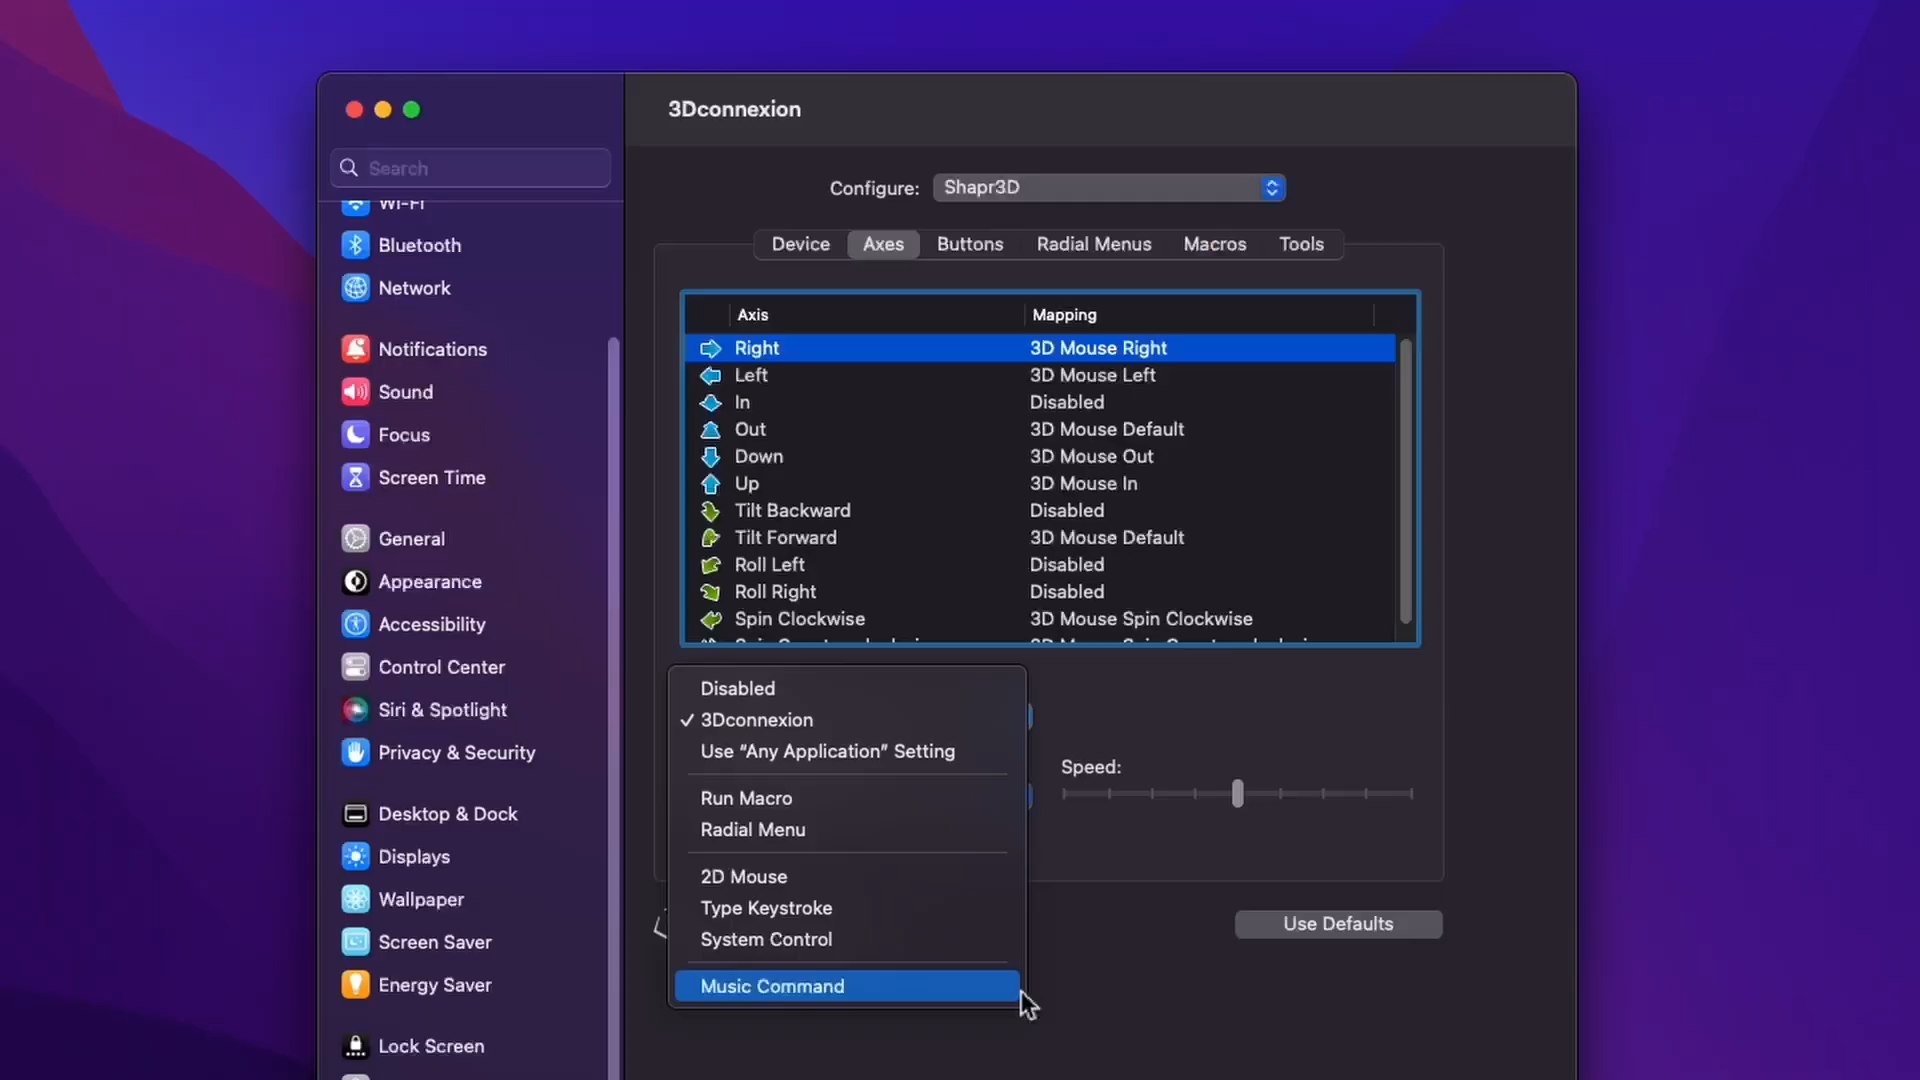 3Dconnexion
Search
Wi-Fi
Bluetooth
Network
Notifications
Sound
Focus
Screen Time
General
Appearance
Accessibility
Control Center
Siri & Spotlight
Privacy & Security
Desktop & Dock
Displays
Wallpaper
Screen Saver
Energy Saver
Lock Screen
Configure: Shapr3D
Device Axes Buttons Radial Menus Macros Tools
Axis Mapping
Right 3D Mouse Right
Left 3D Mouse Left
In Disabled
Out 3D Mouse Default
Down 3D Mouse Out
Up 3D Mouse In
Tilt Backward Disabled
Tilt Forward 3D Mouse Default
Roll Left Disabled
Roll Right Disabled
Spin Clockwise 3D Mouse Spin Clockwise
Disabled
✓ 3Dconnexion
Use “Any Application” Setting
Run Macro
Radial Menu
2D Mouse
Type Keystroke
System Control
Music Command
Speed:
Use Defaults